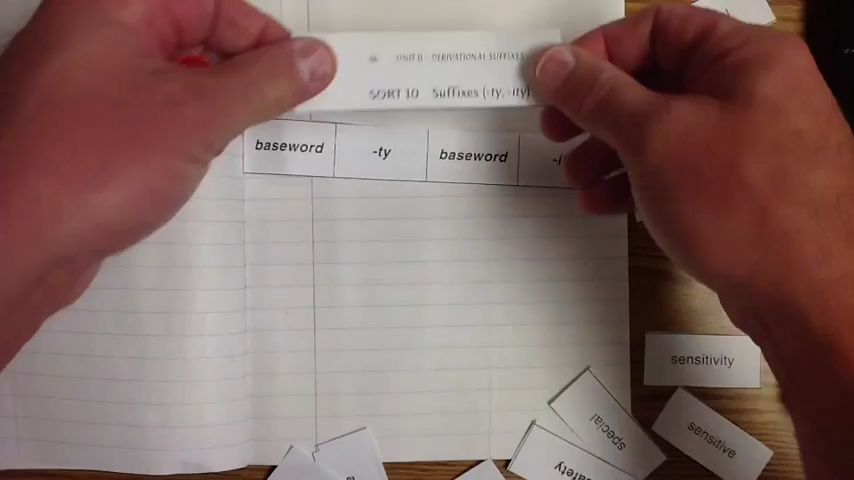 UNIT II DERIVATIONAL SUFFIXES
SORT 10 Suffixes (-ty, -ity)
baseword -ty baseword
sensitivity
special
sensitive